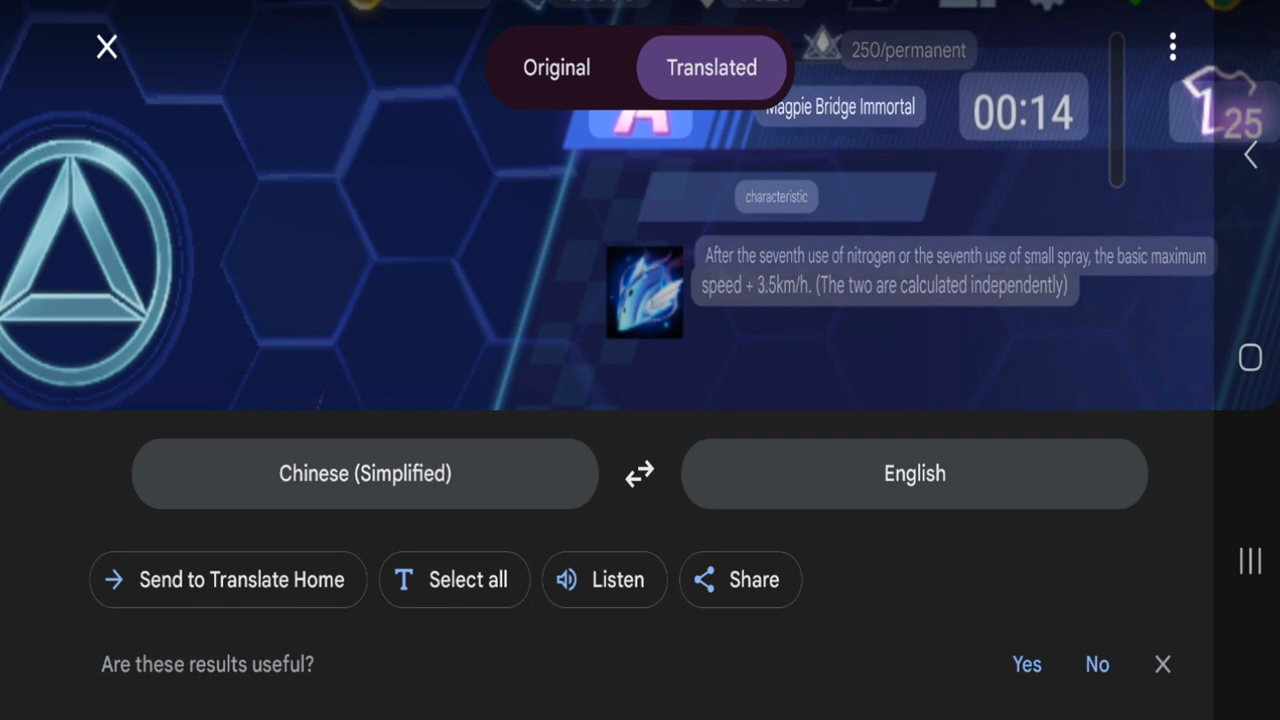 Original
Translated
250/permanent
A
Magpie Bridge Immortal
00:14
25
characteristic
After the seventh use of nitrogen or the seventh use of small spray, the basic maximum
speed + 3.5km/h. (The two are calculated independently)
Chinese (Simplified)
English
Send to Translate Home
T
Select all
Listen
Share
Are these results useful?
Yes
No